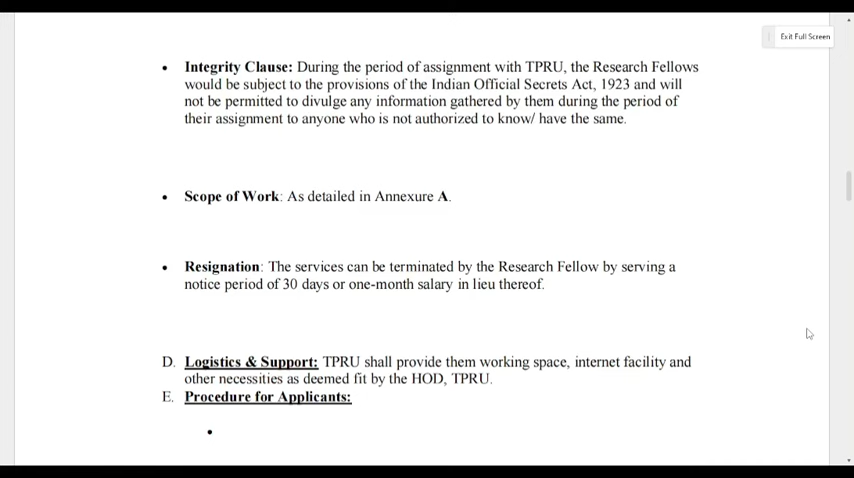 Exit Full Screen
• Integrity Clause: During the period of assignment with TPRU, the Research Fellows
would be subject to the provisions of the Indian Official Secrets Act, 1923 and will
not be permitted to divulge any information gathered by them during the period of
their assignment to anyone who is not authorized to know/ have the same.
• Scope of Work: As detailed in Annexure A.
• Resignation: The services can be terminated by the Research Fellow by serving a
notice period of 30 days or one-month salary in lieu thereof.
D. Logistics & Support: TPRU shall provide them working space, internet facility and
other necessities as deemed fit by the HOD, TPRU.
E. Procedure for Applicants:
•